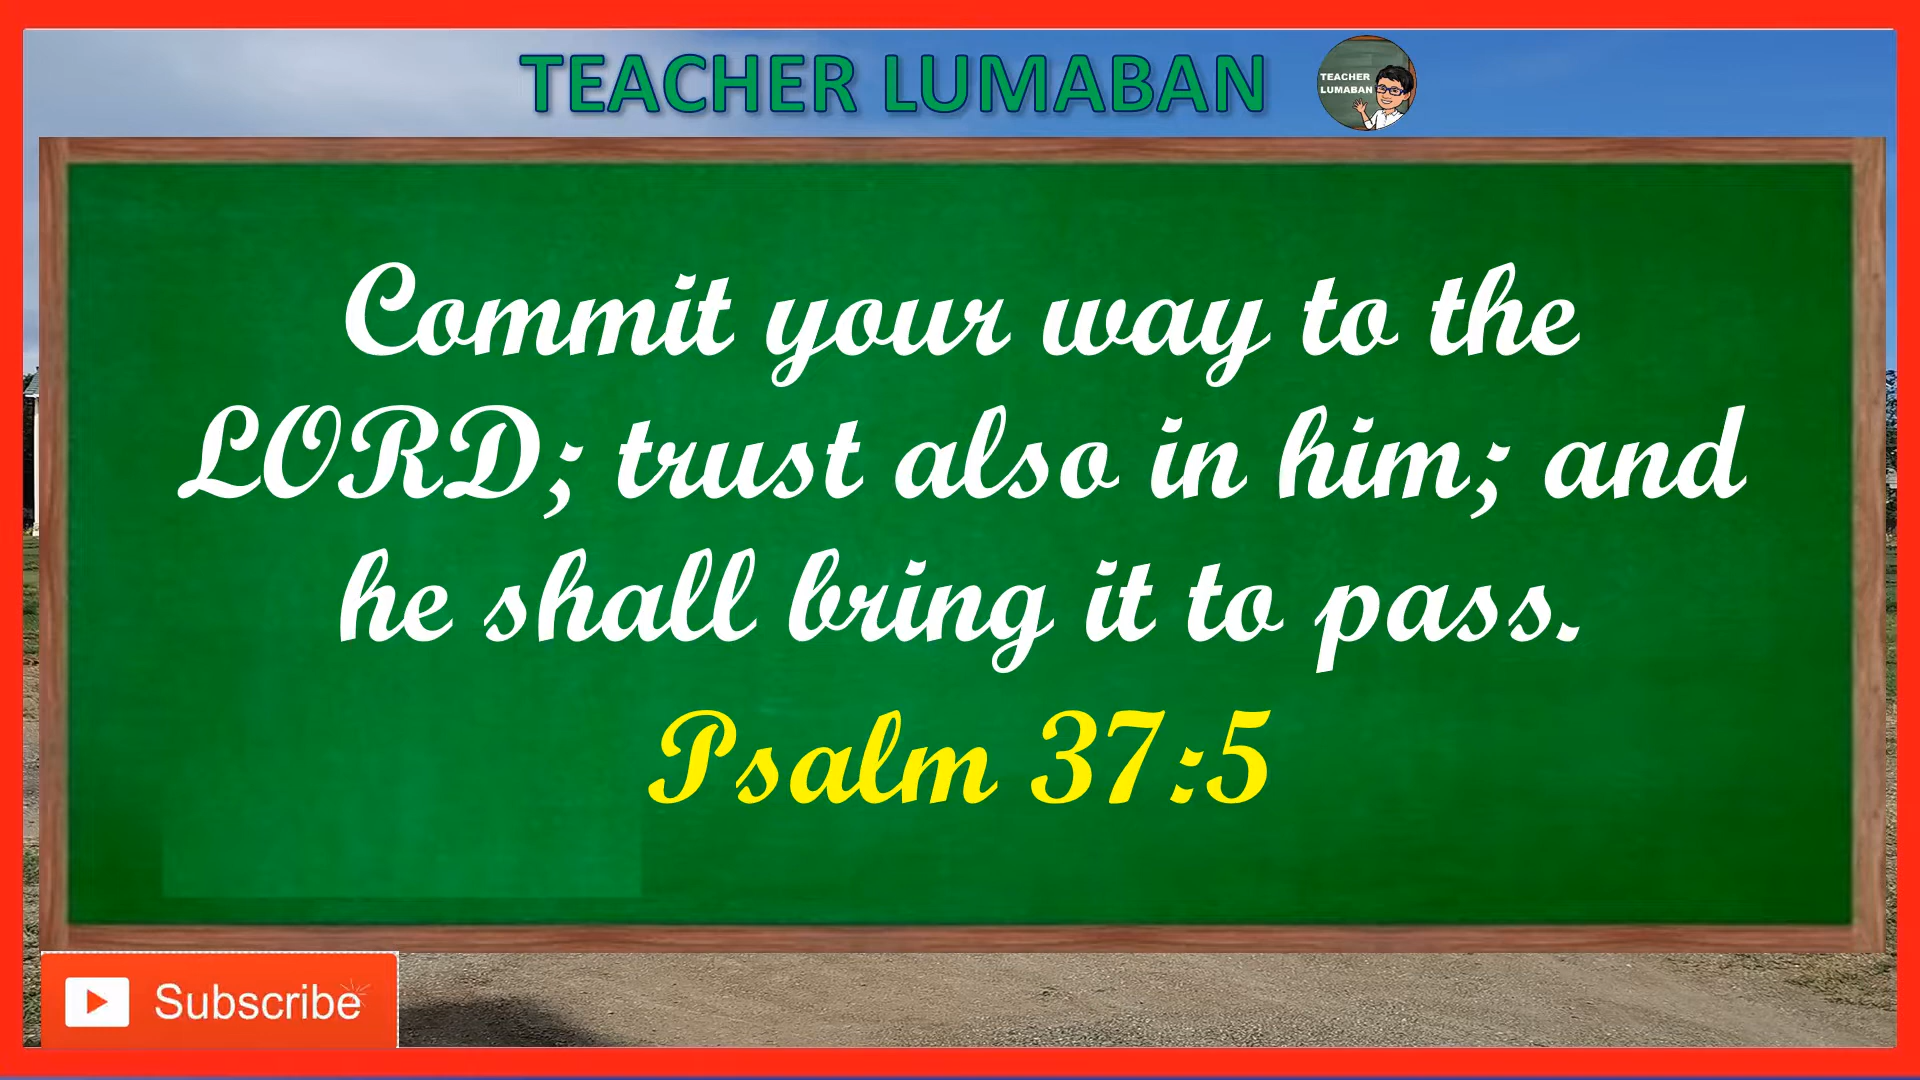 TEACHER LUMABAN
TEACHER
LUMABAN
Commit your way to the
LORD; trust also in him; and
he shall bring it to pass.
Psalm 37:5
Subscribe